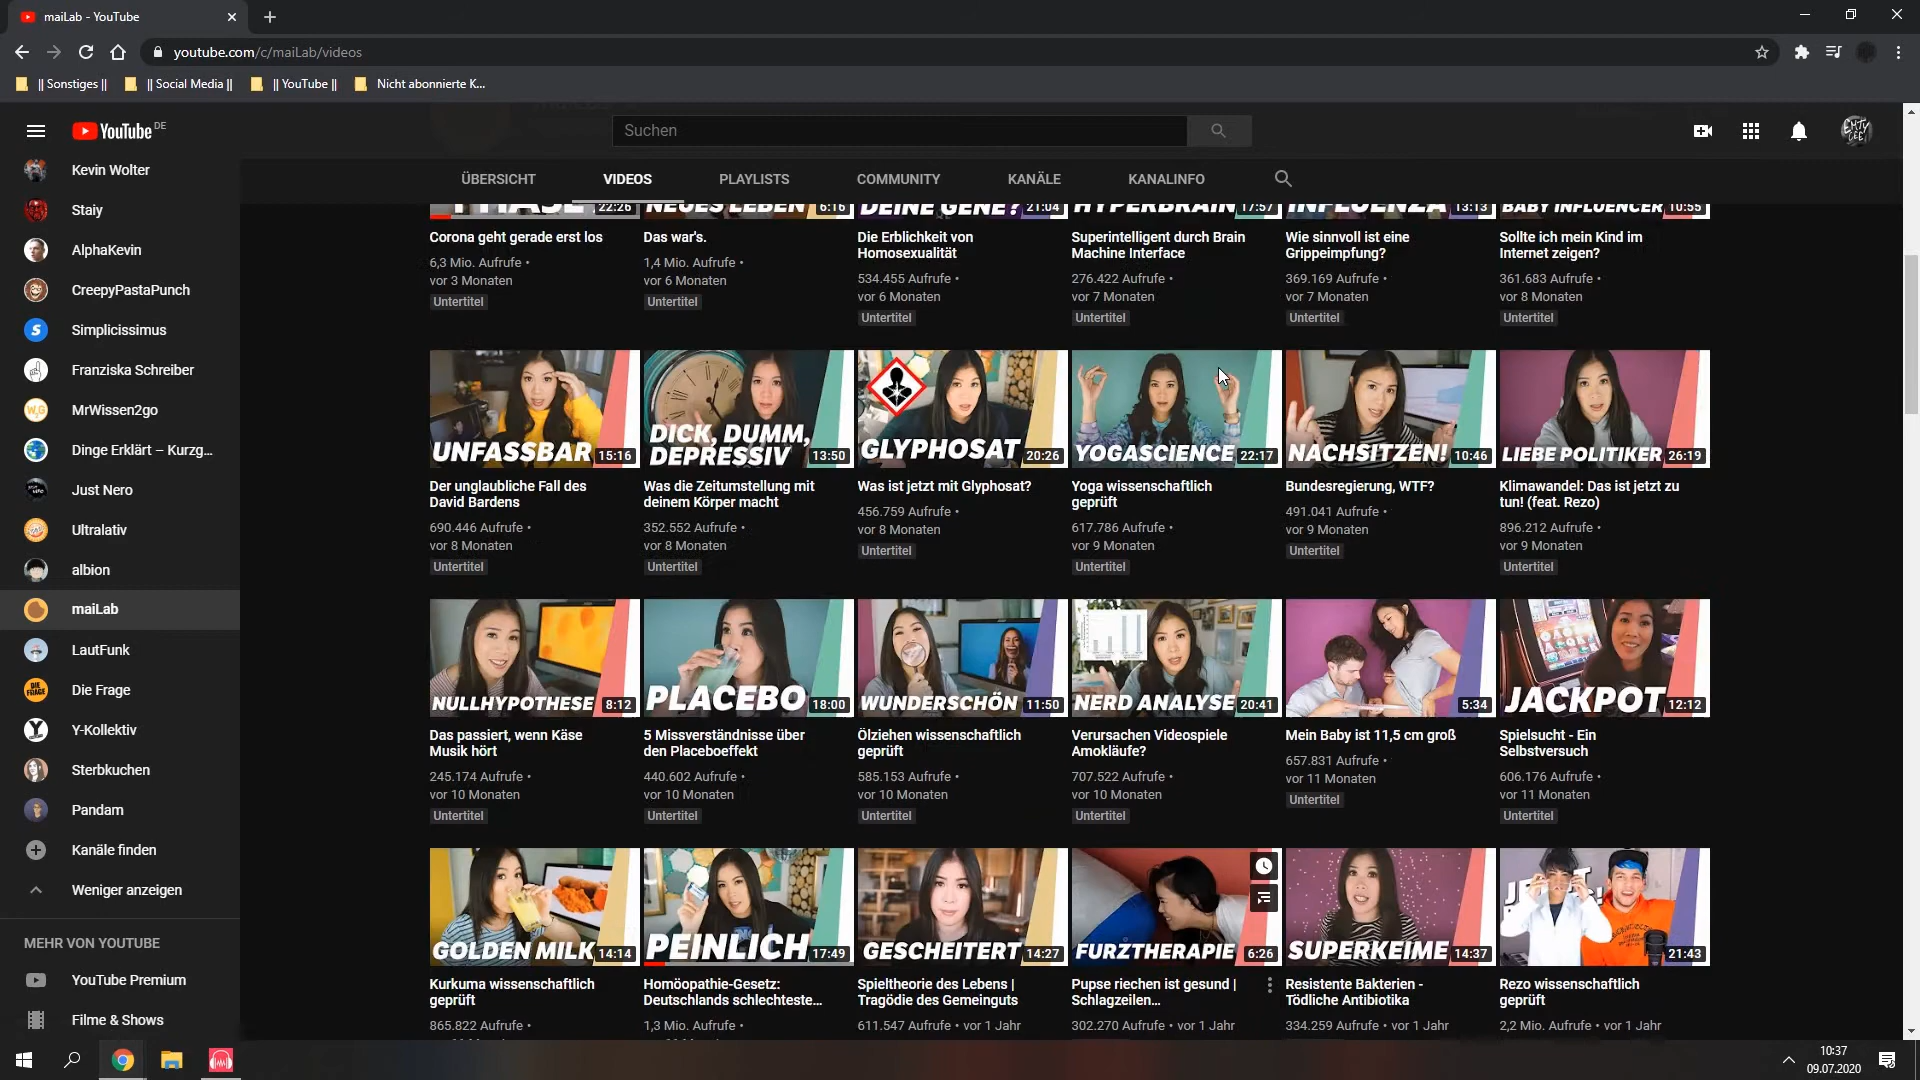 maiLab - YouTube
youtube.com/c/maiLab/videos
|| Sonstiges ||
|| Social Media ||
|| YouTube ||
Nicht abonnierte K...
YouTube DE
Suchen
Kevin Wolter
Staiy
AlphaKevin
CreepyPastaPunch
Simplicissimus
Franziska Schreiber
MrWissen2go
Dinge Erklärt – Kurzg...
Just Nero
Ultralativ
albion
maiLab
LautFunk
Die Frage
Y-Kollektiv
Sterbkuchen
Pandam
Kanäle finden
Weniger anzeigen
MEHR VON YOUTUBE
YouTube Premium
Filme & Shows
ÜBERSICHT
VIDEOS
PLAYLISTS
COMMUNITY
KANÄLE
KANALINFO
22:26
Corona geht gerade erst los
6,3 Mio. Aufrufe •
vor 3 Monaten
Untertitel
NEUES LEBEN
6:16
Das war's.
1,4 Mio. Aufrufe •
vor 6 Monaten
Untertitel
DEINE GENE?
21:04
Die Erblichkeit von
Homosexualität
534.455 Aufrufe •
vor 6 Monaten
Untertitel
HYPERBRAIN
17:57
Superintelligent durch Brain
Machine Interface
276.422 Aufrufe •
vor 7 Monaten
Untertitel
INFLUENZA
13:13
Wie sinnvoll ist eine
Grippeimpfung?
369.169 Aufrufe •
vor 7 Monaten
Untertitel
BABY INFLUENCER
10:55
Sollte ich mein Kind im
Internet zeigen?
361.683 Aufrufe •
vor 8 Monaten
Untertitel
UNFASSBAR
15:16
Der unglaubliche Fall des
David Bardens
690.446 Aufrufe •
vor 8 Monaten
Untertitel
DICK, DUMM,
DEPRESSIV
13:50
Was die Zeitumstellung mit
deinem Körper macht
352.552 Aufrufe •
vor 8 Monaten
Untertitel
GLYPHOSAT
20:26
Was ist jetzt mit Glyphosat?
456.759 Aufrufe •
vor 8 Monaten
Untertitel
YOGASCIENCE
22:17
Yoga wissenschaftlich
geprüft
617.786 Aufrufe •
vor 9 Monaten
Untertitel
NACHSITZEN!
10:46
Bundesregierung, WTF?
491.041 Aufrufe •
vor 9 Monaten
Untertitel
LIEBE POLITIKER
26:19
Klimawandel: Das ist jetzt zu
tun! (feat. Rezo)
896.212 Aufrufe •
vor 9 Monaten
Untertitel
NULLHYPOTHESE
8:12
Das passiert, wenn Käse
Musik hört
245.174 Aufrufe •
vor 10 Monaten
Untertitel
PLACEBO
18:00
5 Missverständnisse über
den Placeboeffekt
440.602 Aufrufe •
vor 10 Monaten
Untertitel
WUNDERSCHÖN
11:50
Ölziehen wissenschaftlich
geprüft
585.153 Aufrufe •
vor 10 Monaten
Untertitel
NERD ANALYSE
20:41
Verursachen Videospiele
Amokläufe?
707.522 Aufrufe •
vor 10 Monaten
Untertitel
5:34
Mein Baby ist 11,5 cm groß
657.831 Aufrufe •
vor 11 Monaten
Untertitel
JACKPOT
12:12
Spielsucht - Ein
Selbstversuch
606.176 Aufrufe •
vor 11 Monaten
Untertitel
GOLDEN MILK
14:14
Kurkuma wissenschaftlich
geprüft
865.822 Aufrufe •
PEINLICH
17:49
Homöopathie-Gesetz:
Deutschlands schlechteste...
1,3 Mio. Aufrufe •
GESCHEITERT
14:27
Spieltheorie des Lebens |
Tragödie des Gemeinguts
611.547 Aufrufe • vor 1 Jahr
FURZTHERAPIE
6:26
Pupse riechen ist gesund |
Schlagzeilen...
302.270 Aufrufe • vor 1 Jahr
SUPERKEIME
14:37
Resistente Bakterien -
Tödliche Antibiotika
334.259 Aufrufe • vor 1 Jahr
21:43
Rezo wissenschaftlich
geprüft
2,2 Mio. Aufrufe • vor 1 Jahr
10:37
09.07.2020